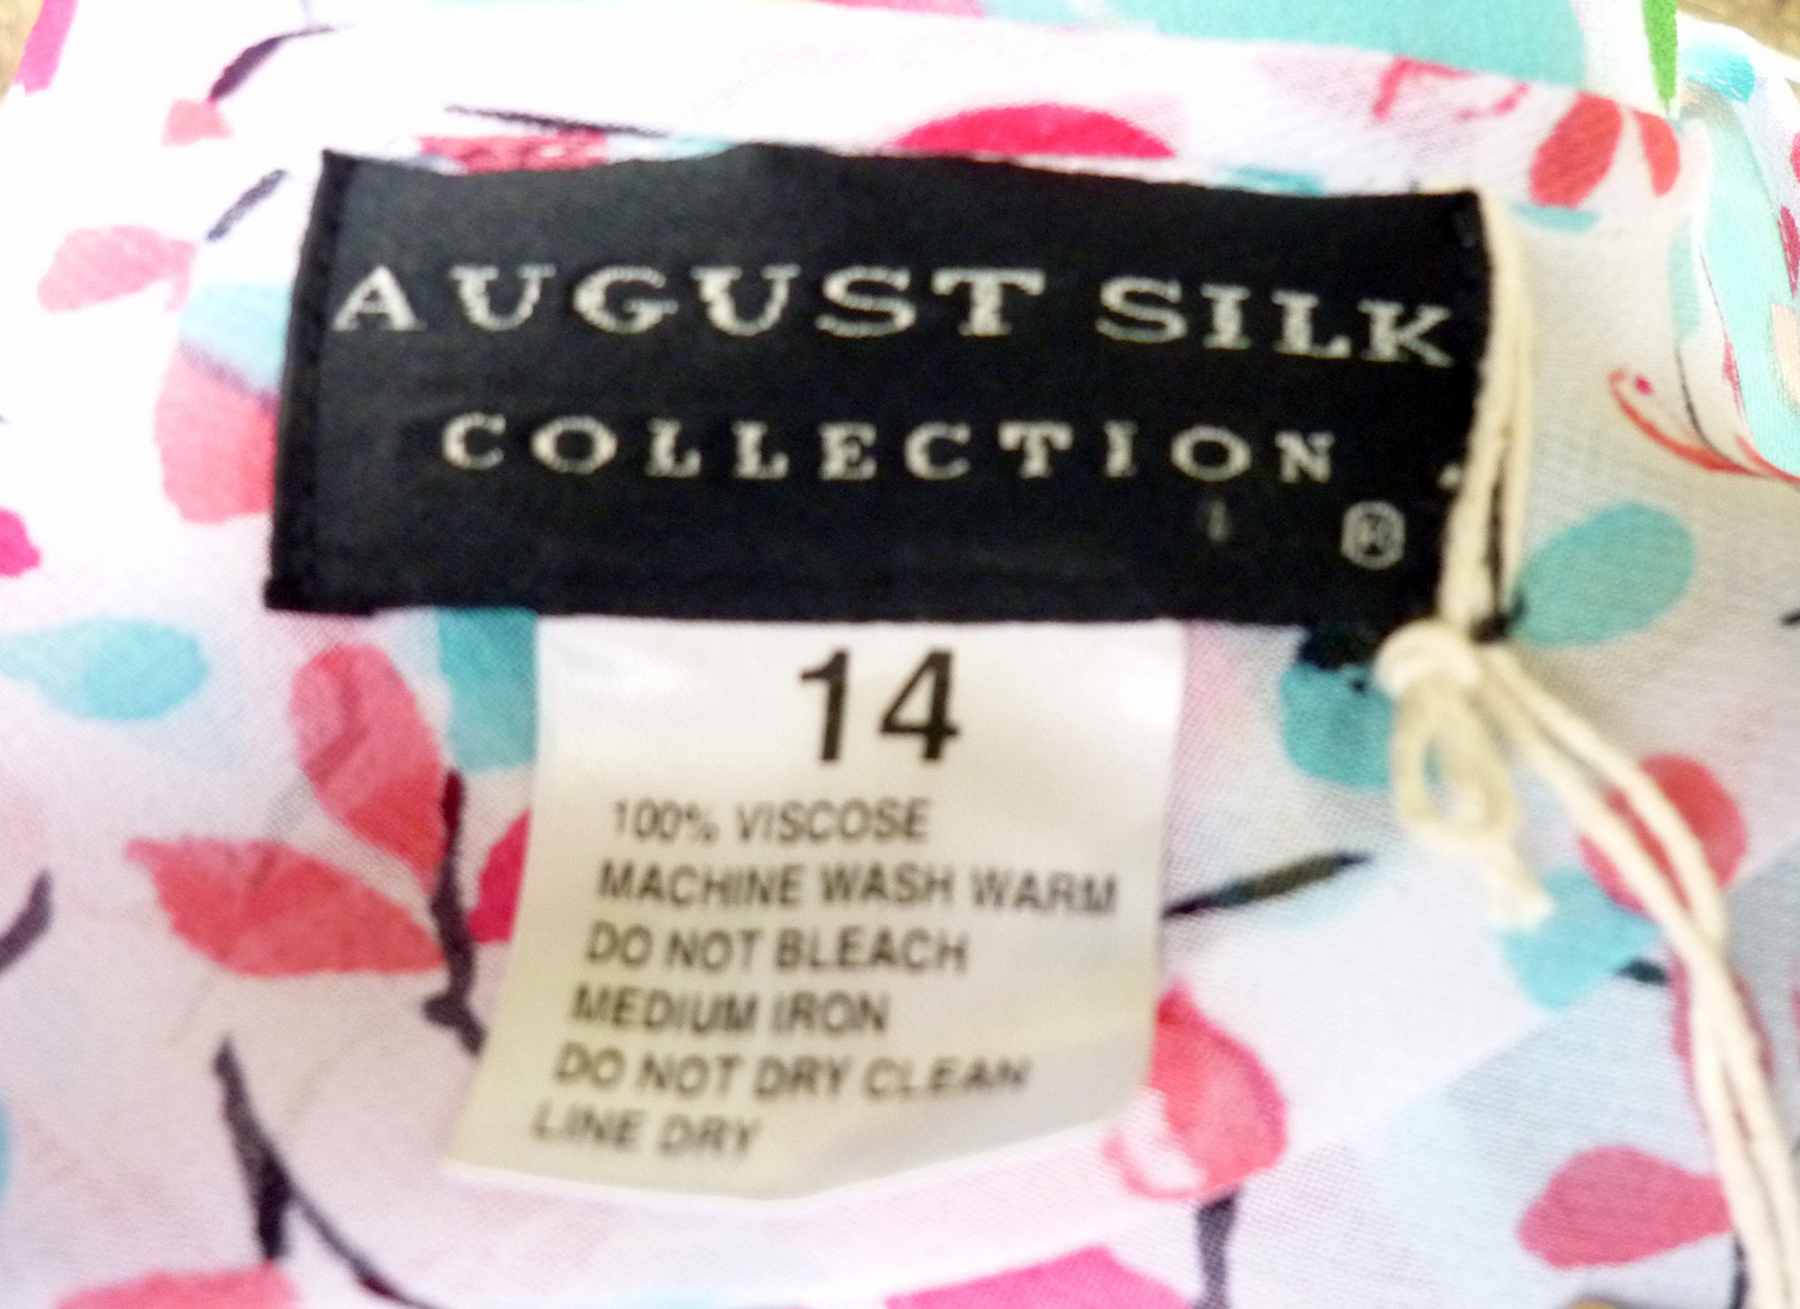 AUGUST SILK
COLLECTION
®
14
100% VISCOSE
MACHINE WASH WARM
DO NOT BLEACH
MEDIUM IRON
DO NOT DRY CLEAN
LINE DRY